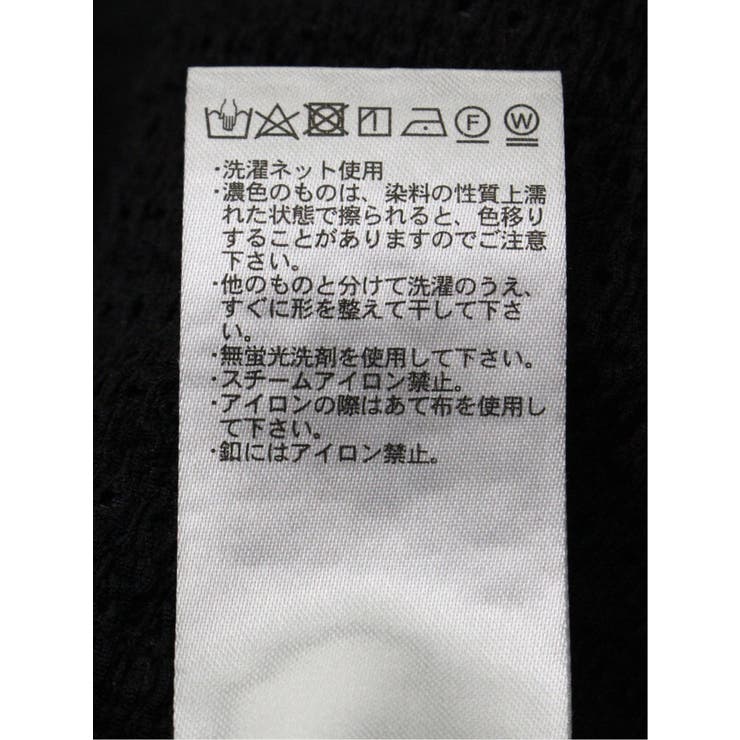 F W
・洗濯ネット使用
・濃色のものは、染料の性質上濡
れた状態で擦られると、色移り
することがありますのでご注意
下さい。
・他のものと分けて洗濯のうえ、
すぐに形を整えて干して下さ
い。
・無蛍光洗剤を使用して下さい。
・スチームアイロン禁止。
・アイロンの際はあて布を使用し
て下さい。
・釦にはアイロン禁止。